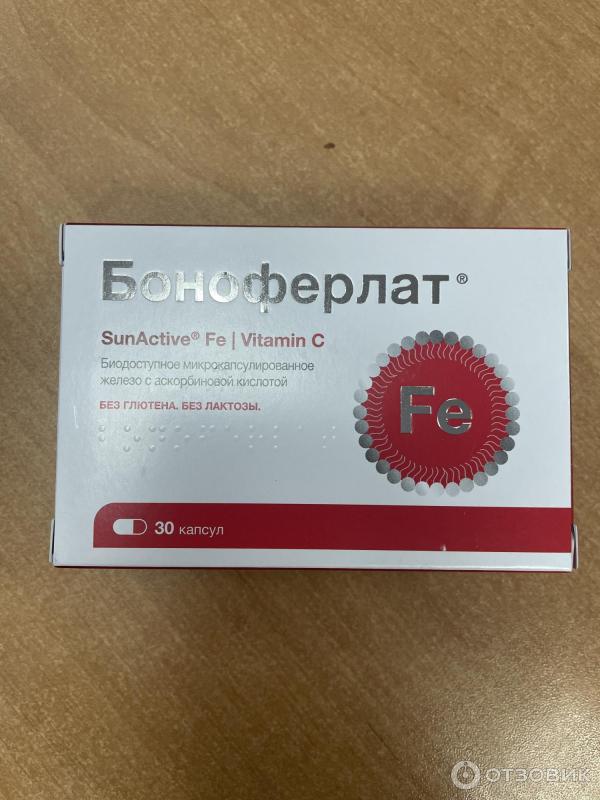 Боноферлат®
SunActive® Fe | Vitamin C
Биодоступное микрокапсулированное
железо с аскорбиновой кислотой
БЕЗ ГЛЮТЕНА. БЕЗ ЛАКТОЗЫ.
Fe
30 капсул
ОТЗОВИК